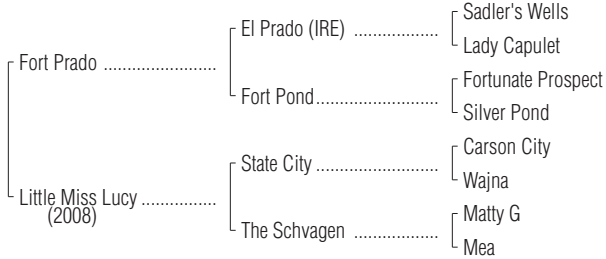 Sadler's Wells
El Prado (IRE) ..................
Lady Capulet
Fort Prado ........................
Fortunate Prospect
Fort Pond..........................
Silver Pond
Carson City
State City ..........................
Wajna
Little Miss Lucy ................
(2008)
Matty G
The Schvagen ..................
Mea